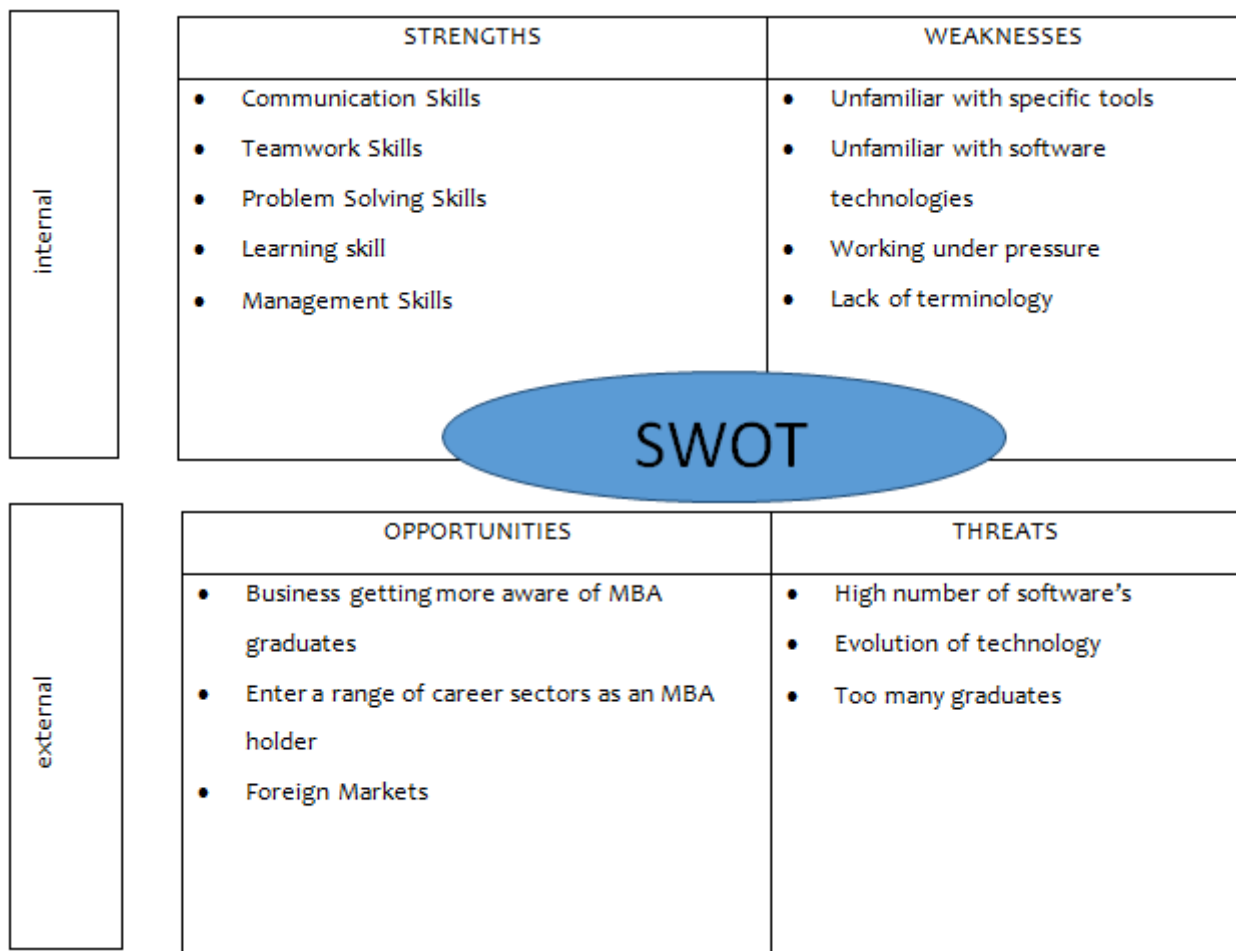 internal
STRENGTHS
• Communication Skills
• Teamwork Skills
• Problem Solving Skills
• Learning skill
• Management Skills
WEAKNESSES
• Unfamiliar with specific tools
• Unfamiliar with software
technologies
• Working under pressure
• Lack of terminology
SWOT
external
OPPORTUNITIES
• Business getting more aware of MBA
graduates
• Enter a range of career sectors as an MBA
holder
• Foreign Markets
THREATS
• High number of software’s
• Evolution of technology
• Too many graduates